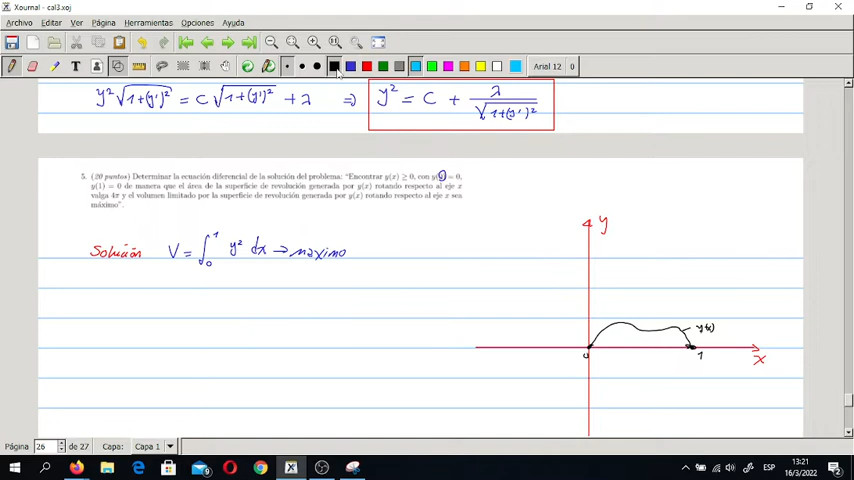 Xournal - cal3.xoj
Archivo Editar Ver Página Herramientas Opciones Ayuda
Arial 12 0
y² √1+(y')² = C √1+(y')² + λ ⇒ y² = C + λ/√1+(y')²
5. (20 puntos) Determinar la ecuación diferencial de la solución del problema: "Encontrar y(x) ≥ 0, con y(0) = 0,
y(1) = 0 de manera que el área de la superficie de revolución generada por y(x) rotando respecto al eje x
valga 4π y el volumen limitado por la superficie de revolución generada por y(x) rotando respecto al eje x sea
máximo".
y
Solución V = ∫₀¹ y² dx → máximo
y(x)
0 1
x
Página 26 de 27 Capa: Capa 1
ESP
13:21
16/3/2022